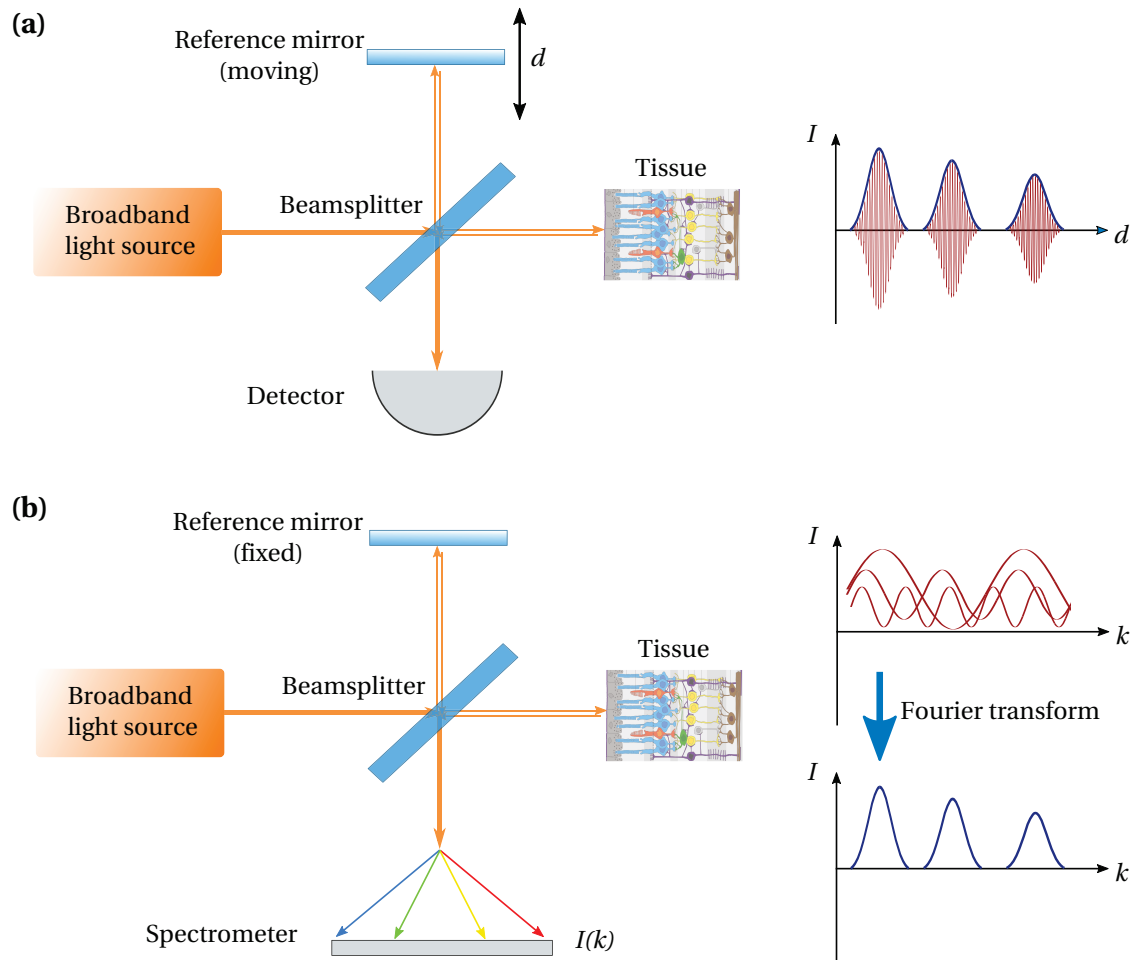 (a)
Reference mirror
(moving)
d
Broadband
light source
Beamsplitter
Tissue
Detector
I
d
(b)
Reference mirror
(fixed)
Broadband
light source
Beamsplitter
Tissue
Spectrometer
I(k)
I
k
Fourier transform
I
k